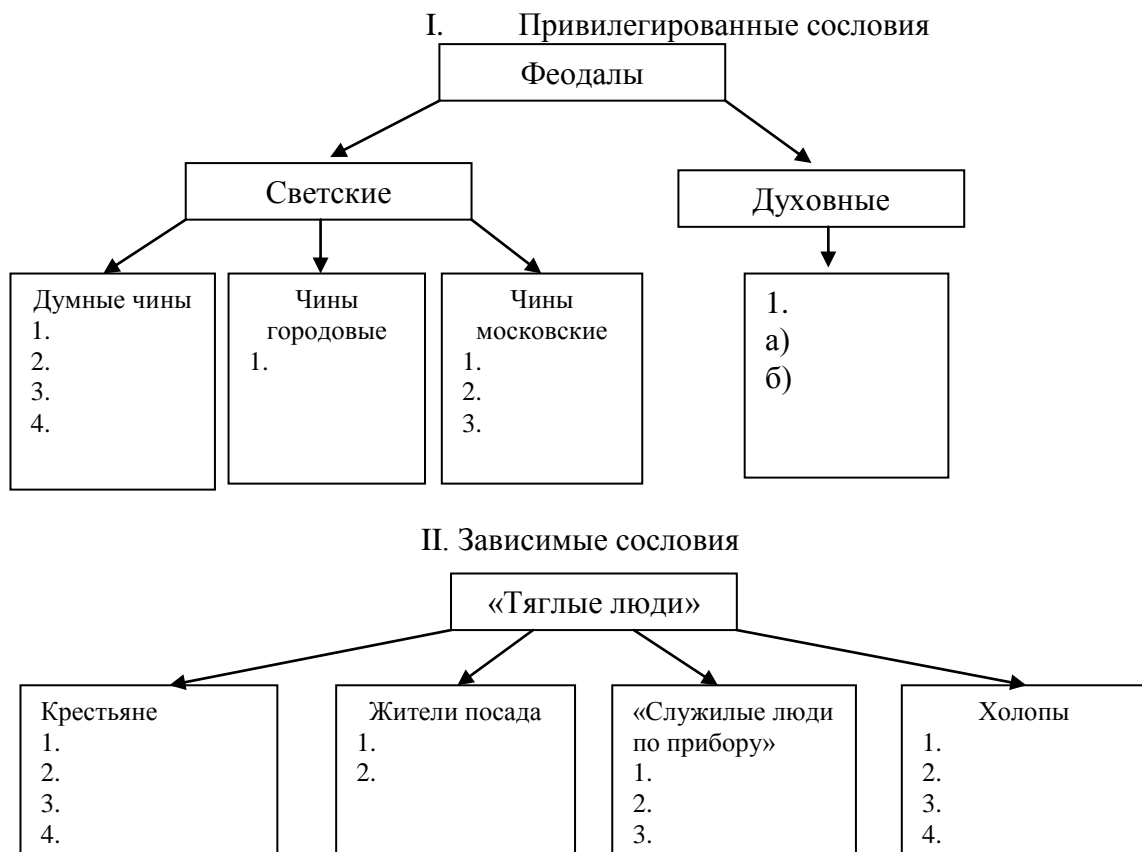 I. Привилегированные сословия
Феодалы
Светские
Духовные
Думные чины
1.
2.
3.
4.
Чины
городовые
1.
Чины
московские
1.
2.
3.
1.
а)
б)
II. Зависимые сословия
«Тяглые люди»
Крестьяне
1.
2.
3.
4.
Жители посада
1.
2.
«Служилые люди
по прибору»
1.
2.
3.
Холопы
1.
2.
3.
4.